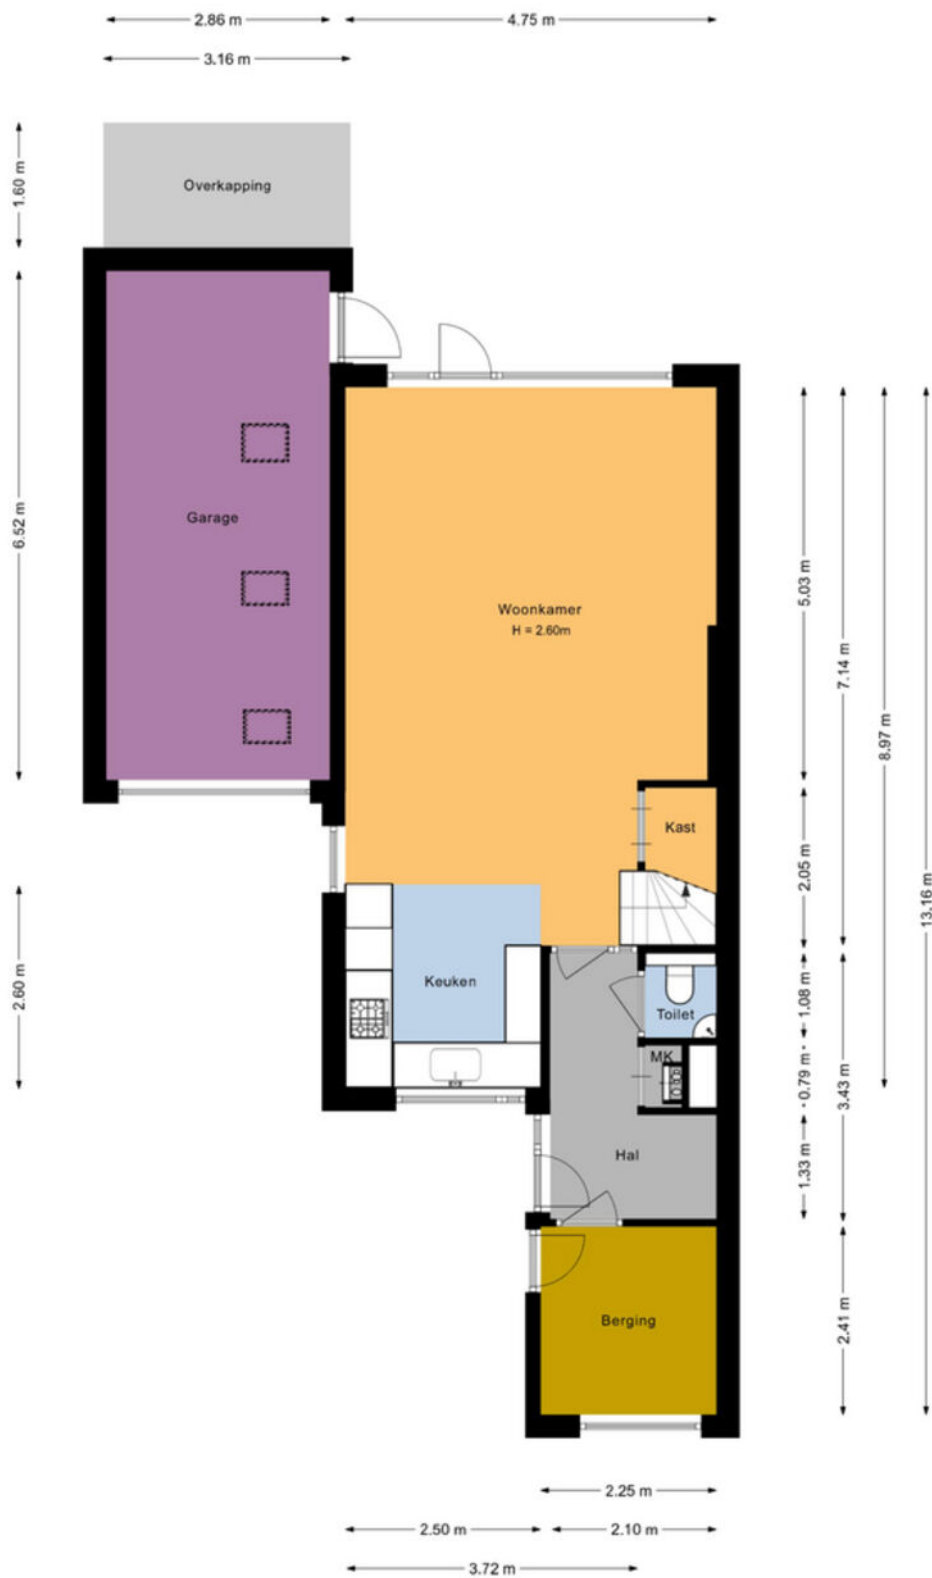 2.86 m
4.75 m
3.16 m
1.60 m
Overkapping
6.52 m
Garage
Woonkamer
H = 2.60m
5.03 m
7.14 m
8.97 m
13.16 m
Kast
2.05 m
2.60 m
Keuken
Toilet
1.08 m
MK
0.79 m
3.43 m
Hal
1.33 m
Berging
2.41 m
2.25 m
2.50 m
2.10 m
3.72 m